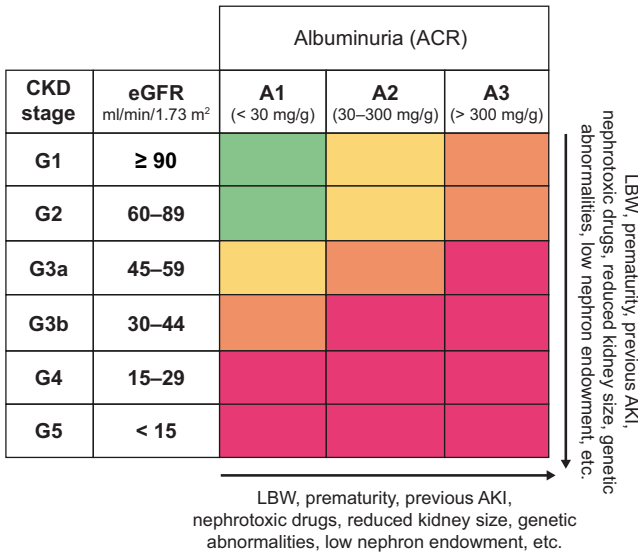 Albuminuria (ACR)
CKD stage
eGFR
ml/min/1.73 m²
A1
(< 30 mg/g)
A2
(30–300 mg/g)
A3
(> 300 mg/g)
G1 ≥ 90
G2 60–89
G3a 45–59
G3b 30–44
G4 15–29
G5 < 15
LBW, prematurity, previous AKI,
nephrotoxic drugs, reduced kidney size, genetic
abnormalities, low nephron endowment, etc.
LBW, prematurity, previous AKI,
nephrotoxic drugs, reduced kidney size, genetic
abnormalities, low nephron endowment, etc.